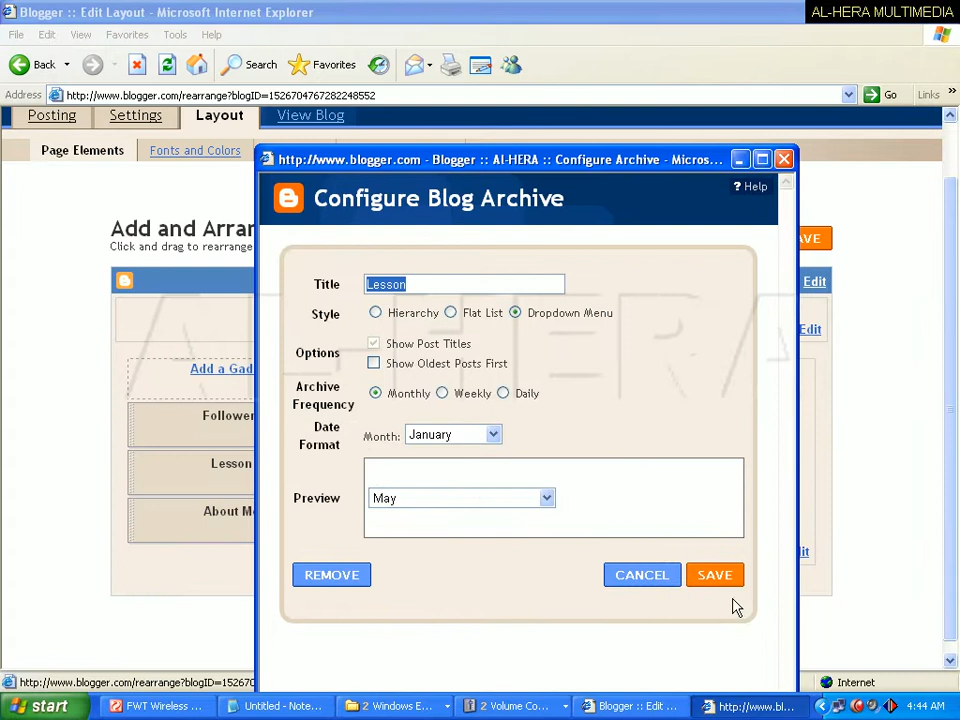 Blogger :: Edit Layout - Microsoft Internet Explorer
AL-HERA MULTIMEDIA
File Edit View Favorites Tools Help
Back Search Favorites
Address http://www.blogger.com/rearrange?blogID=1526704767282248552 Go Links »
Posting Settings Layout View Blog
Page Elements Fonts and Colors
http://www.blogger.com - Blogger :: Al-HERA :: Configure Archive - Micros...
? Help
Configure Blog Archive
Add and Arran
Click and drag to rearrange
AVE
Edit
Edit
Title Lesson
Style Hierarchy Flat List Dropdown Menu
Options Show Post Titles
Show Oldest Posts First
Archive Frequency Monthly Weekly Daily
Date Format Month: January
Preview May
REMOVE CANCEL SAVE
Add a Gad
Follower
Lesson
About M
it
AL-HERA
http://www.blogger.com/rearrange?blogID=152670 Internet
start FWT Wireless ... Untitled - Note... 2 Windows E... 2 Volume Co... Blogger :: Edit ... http://www.bl... 4:44 AM